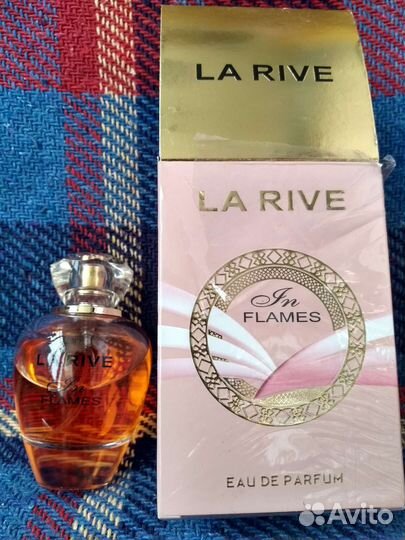 LA RIVE
LA RIVE
In
FLAMES
EAU DE PARFUM
LA RIVE
In
FLAMES
Avito